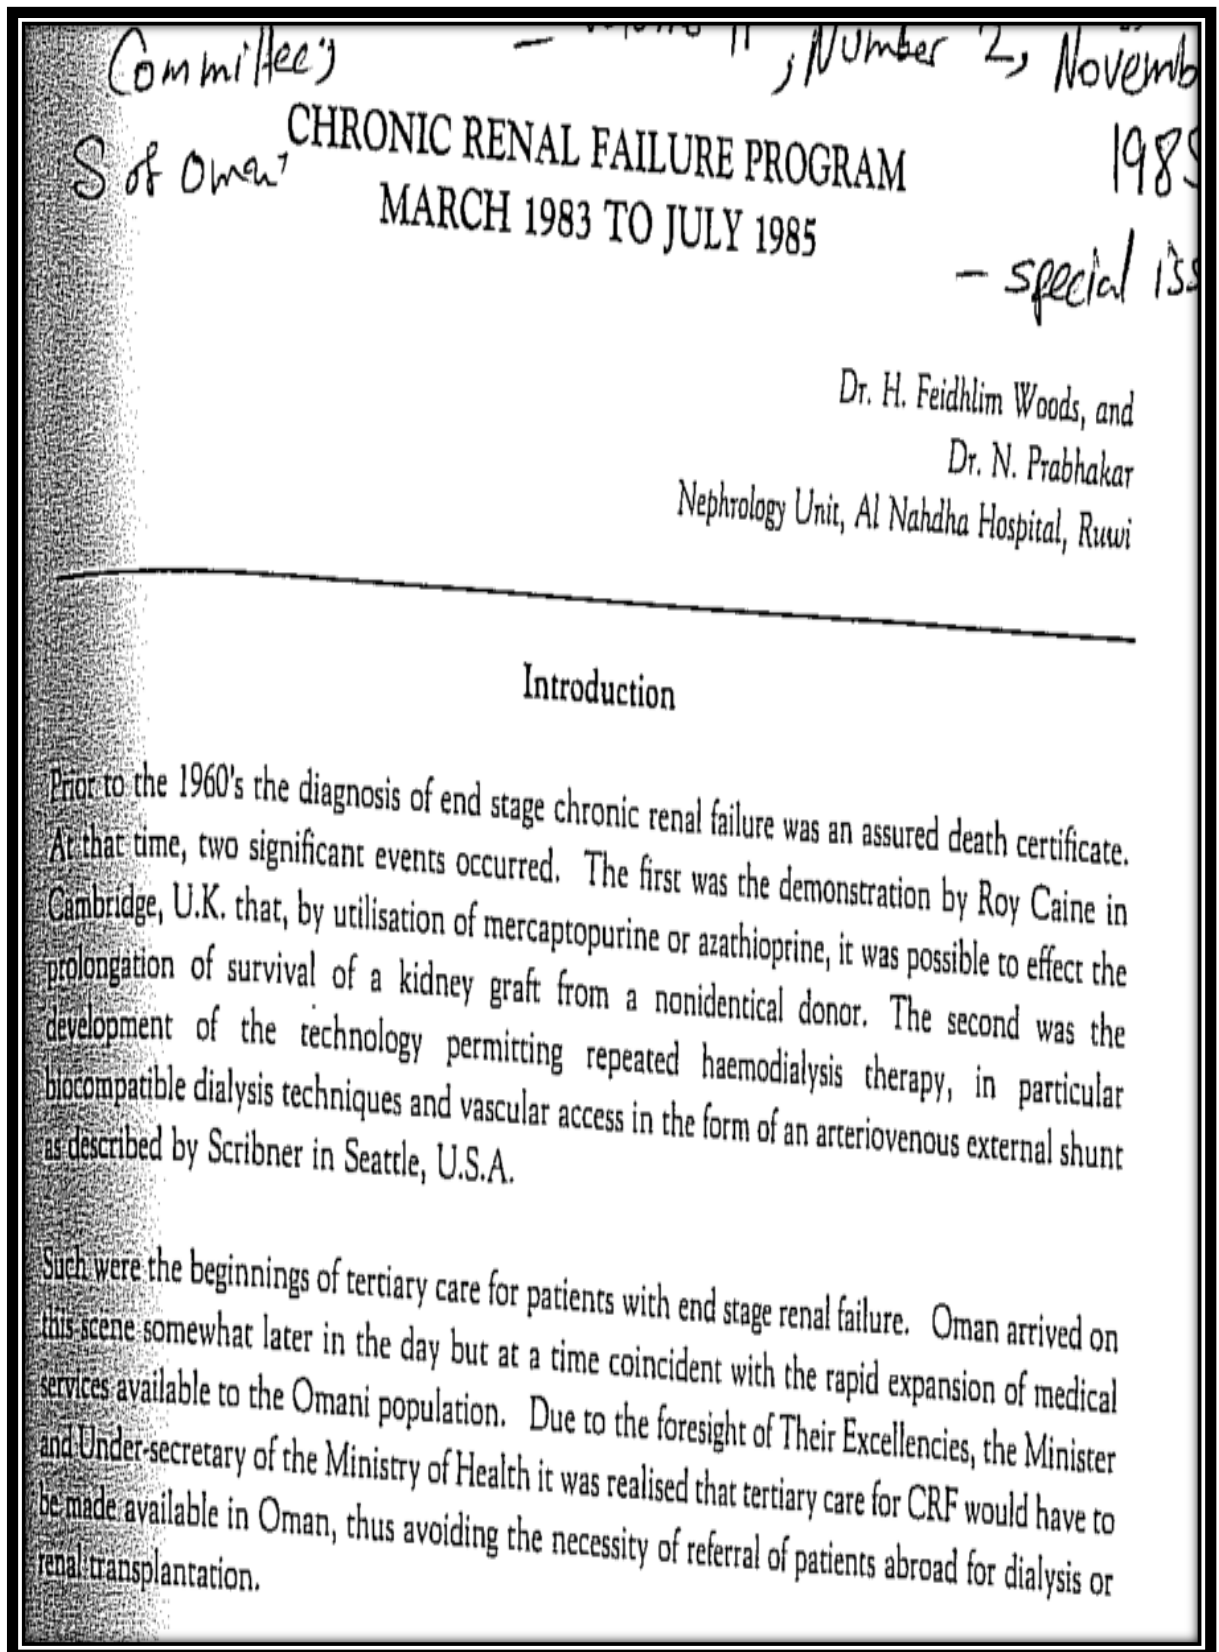 Committee's — , Number 2, Novemb
S of Oman' 1985
CHRONIC RENAL FAILURE PROGRAM
MARCH 1983 TO JULY 1985
— special iss
Dr. H. Feidhlim Woods, and
Dr. N. Prabhakar
Nephrology Unit, Al Nahdha Hospital, Ruwi
Introduction
Prior to the 1960's the diagnosis of end stage chronic renal failure was an assured death certificate.
At that time, two significant events occurred. The first was the demonstration by Roy Caine in
Cambridge, U.K. that, by utilisation of mercaptopurine or azathioprine, it was possible to effect the
prolongation of survival of a kidney graft from a nonidentical donor. The second was the
development of the technology permitting repeated haemodialysis therapy, in particular
biocompatible dialysis techniques and vascular access in the form of an arteriovenous external shunt
as described by Scribner in Seattle, U.S.A.
Such were the beginnings of tertiary care for patients with end stage renal failure. Oman arrived on
this scene somewhat later in the day but at a time coincident with the rapid expansion of medical
services available to the Omani population. Due to the foresight of Their Excellencies, the Minister
and Under-secretary of the Ministry of Health it was realised that tertiary care for CRF would have to
be made available in Oman, thus avoiding the necessity of referral of patients abroad for dialysis or
renal transplantation.